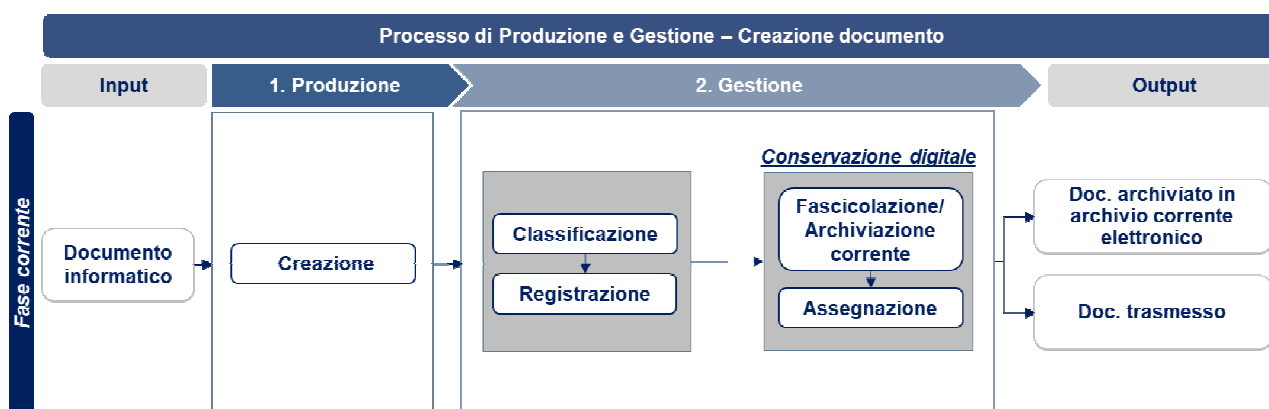 Processo di Produzione e Gestione – Creazione documento
Input
1. Produzione
2. Gestione
Output
Fase corrente
Documento
informatico
Creazione
Classificazione
Registrazione
Conservazione digitale
Fascicolazione/
Archiviazione
corrente
Assegnazione
Doc. archiviato in
archivio corrente
elettronico
Doc. trasmesso